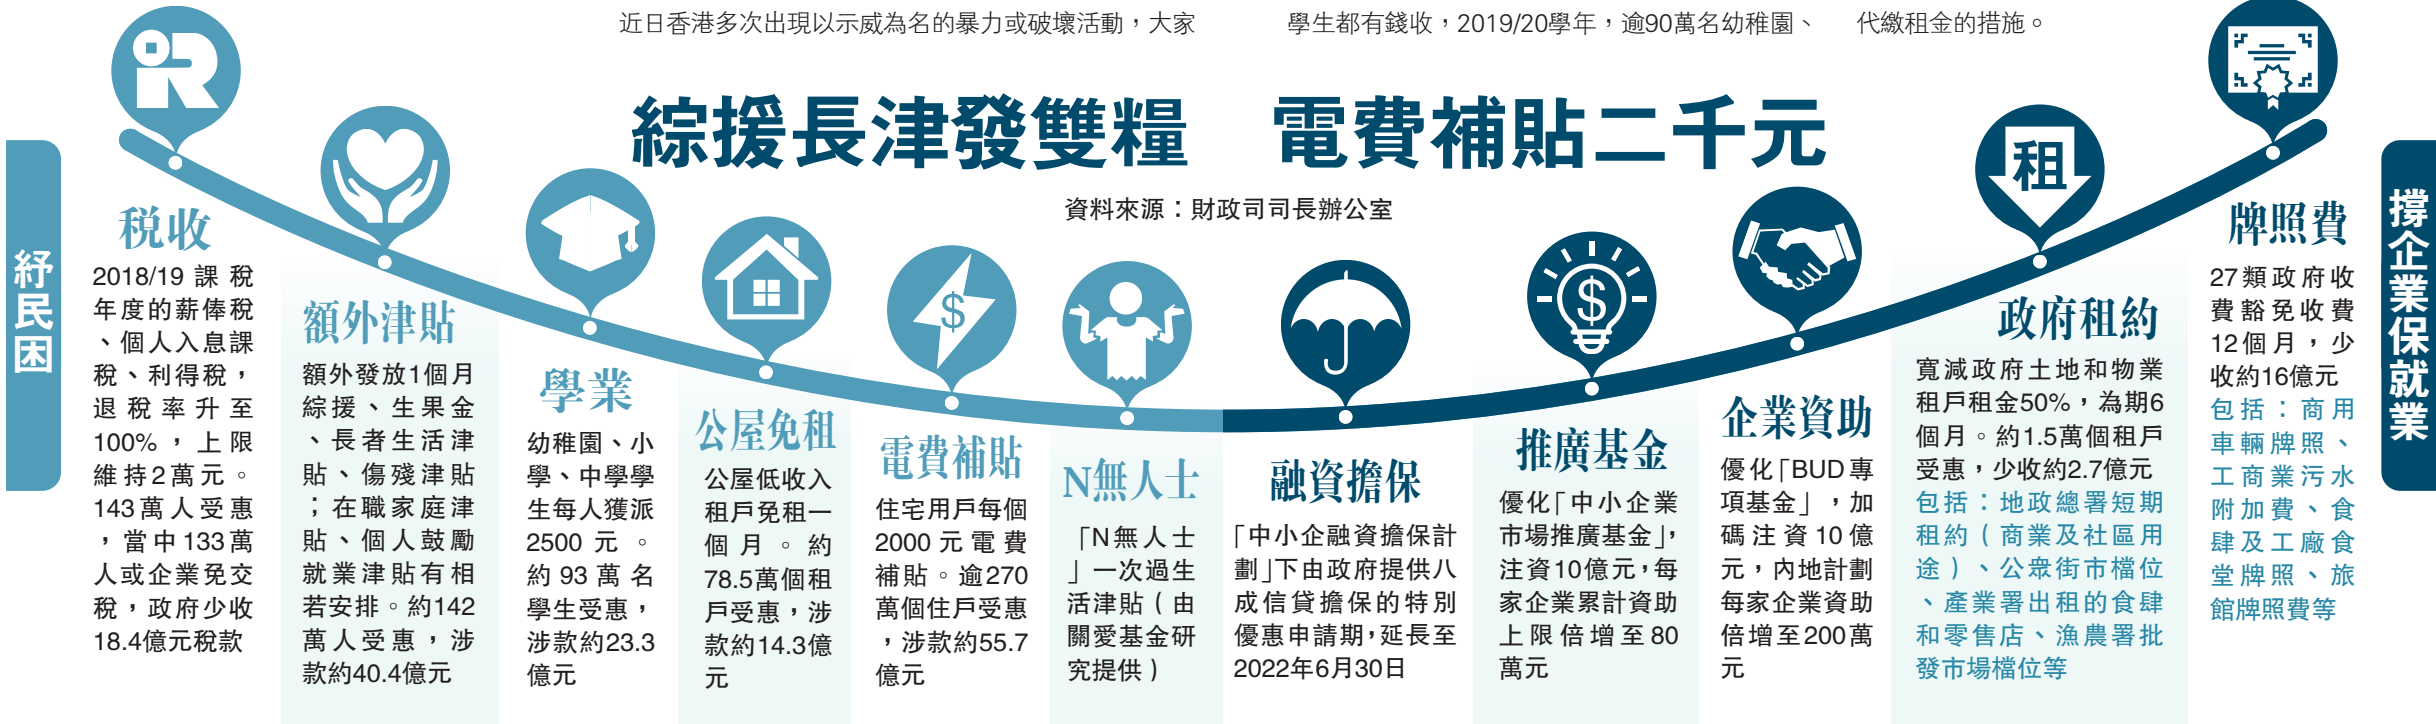 近日香港多次出現以示威為名的暴力或破壞活動，大家
學生都有錢收，2019/20學年，逾90萬名幼稚園、
代繳租金的措施。
綜援長津發雙糧　電費補貼二千元
資料來源：財政司司長辦公室
紓民困
稅收
2018/19課稅
年度的薪俸稅
、個人入息課
稅、利得稅，
退稅率升至
100%，上限
維持2萬元。
143萬人受惠
，當中133萬
人或企業免交
稅，政府少收
18.4億元稅款
額外津貼
額外發放1個月
綜援、生果金
、長者生活津
貼、傷殘津貼
；在職家庭津
貼、個人鼓勵
就業津貼有相
若安排。約142
萬人受惠，涉
款約40.4億元
學業
幼稚園、小
學、中學學
生每人獲派
2500元。
約93萬名
學生受惠，
涉款約23.3
億元
公屋免租
公屋低收入
租戶免租一
個月。約
78.5萬個租
戶受惠，涉
款約14.3億
元
$
電費補貼
住宅用戶每個
2000元電費
補貼。逾270
萬個住戶受惠
，涉款約55.7
億元
N無人士
「N無人士
」一次過生
活津貼（由
關愛基金研
究提供）
融資擔保
「中小企融資擔保計
劃」下由政府提供八
成信貸擔保的特別
優惠申請期，延長至
2022年6月30日
$
推廣基金
優化「中小企業
市場推廣基金」，
注資10億元，每
家企業累計資助
上限倍增至80
萬元
企業資助
優化「BUD專
項基金」，加
碼注資10億
元，內地計劃
每家企業資助
倍增至200萬
元
租
政府租約
寬減政府土地和物業
租戶租金50%，為期6
個月。約1.5萬個租戶
受惠，少收約2.7億元
包括：地政總署短期
租約（商業及社區用
途）、公眾街市檔位
、產業署出租的食肆
和零售店、漁農署批
發市場檔位等
牌照費
27類政府收
費豁免收費
12個月，少
收約16億元
包括：商用
車輛牌照、
工商業污水
附加費、食
肆及工廠食
堂牌照、旅
館牌照費等
撐企業保就業